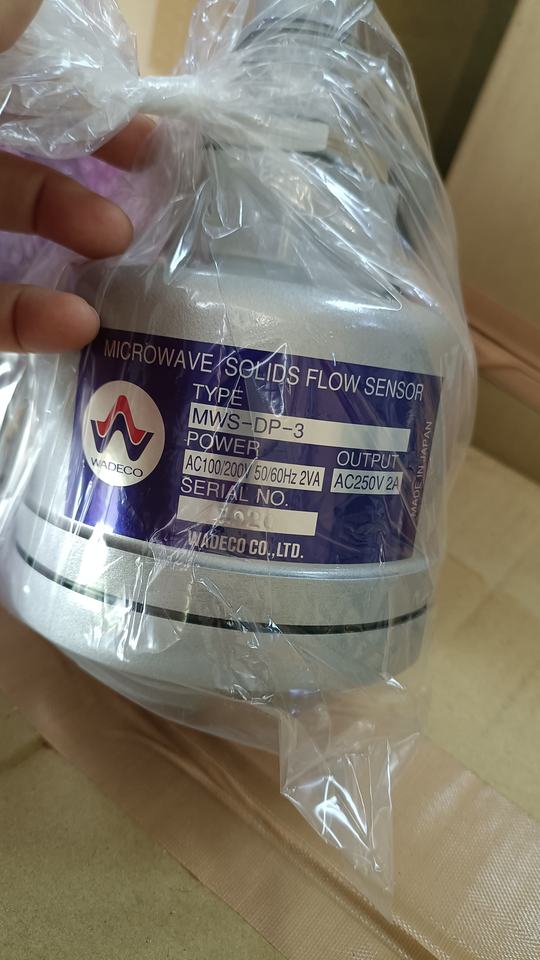 MICROWAVE SOLIDS FLOW SENSOR
TYPE
MWS-DP-3
POWER
OUTPUT
AC100/200V 50/60Hz 2VA
AC250V 2A
SERIAL NO.
WADECO CO.,LTD.
WADECO
MADE IN JAPAN